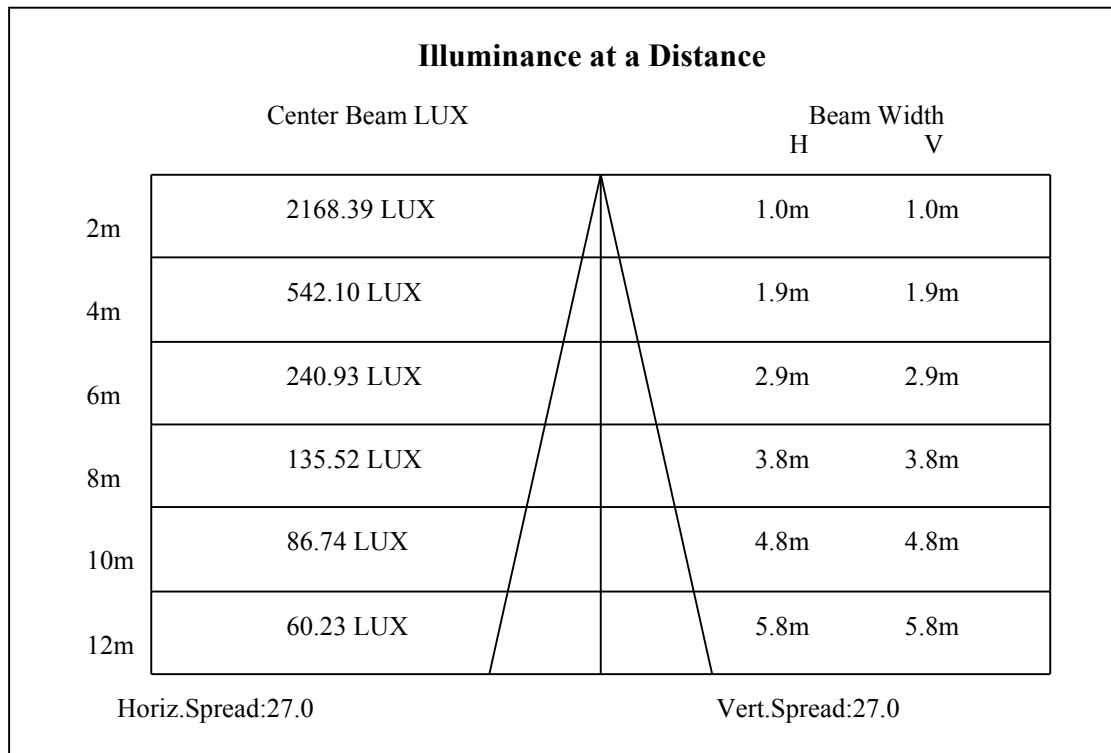 Illuminance at a Distance
Center Beam LUX Beam Width
H V
2m 2168.39 LUX 1.0m 1.0m
4m 542.10 LUX 1.9m 1.9m
6m 240.93 LUX 2.9m 2.9m
8m 135.52 LUX 3.8m 3.8m
10m 86.74 LUX 4.8m 4.8m
12m 60.23 LUX 5.8m 5.8m
Horiz.Spread:27.0 Vert.Spread:27.0